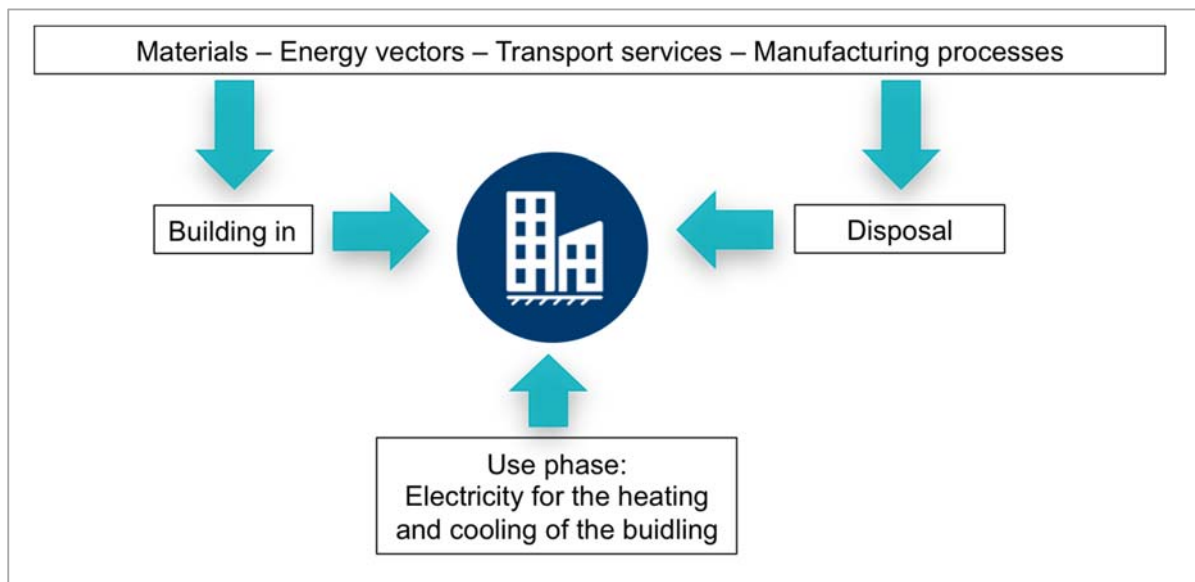 Materials – Energy vectors – Transport services – Manufacturing processes
Building in
Disposal
Use phase:
Electricity for the heating
and cooling of the buidling